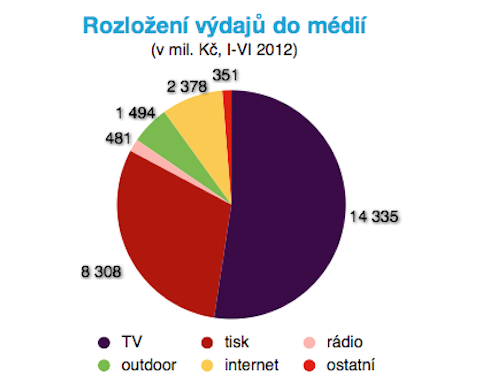 Rozložení výdajů do médií
(v mil. Kč, I-VI 2012)
351
2 378
1 494
481
14 335
8 308
TV tisk rádio
outdoor internet ostatní